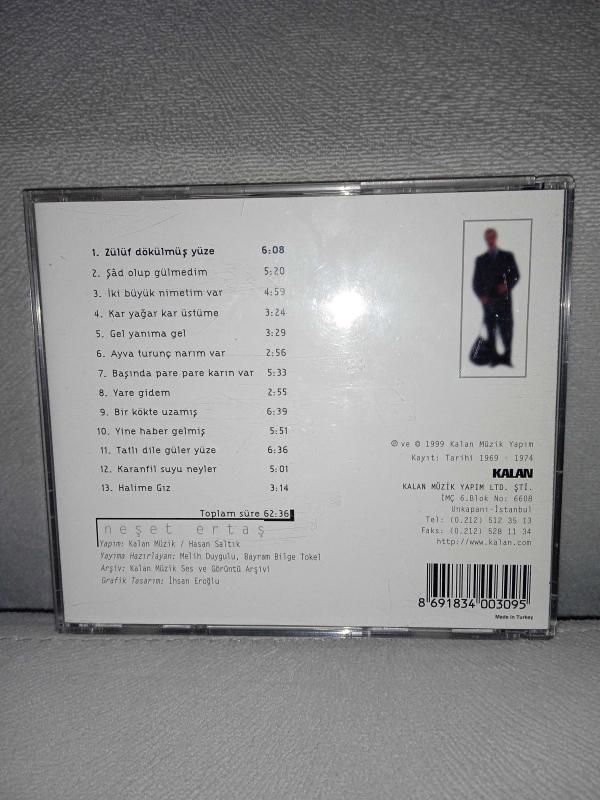 1. Zülüf dökülmüş yüze 6:08
2. Şâd olup gülmedim 5:20
3. İki büyük nimetim var 4:59
4. Kar yağar kar üstüme 3:24
5. Gel yanıma gel 3:29
6. Ayva turunç narım var 2:56
7. Başında pare pare karın var 5:33
8. Yare gidem 2:55
9. Bir kökte uzamış 6:39
10. Yine haber gelmiş 5:51
11. Tatlı dile güler yüze 6:36
12. Karanfil suyu neyler 5:01
13. Halime Gız 3:14
Toplam süre 62:36
neşet ertaş
Yapım: Kalan Müzik / Hasan Saltık
Yayıma Hazırlayan: Melih Duygulu, Bayram Bilge Tokel
Arşiv: Kalan Müzik Ses ve Görüntü Arşivi
Grafik Tasarım: İhsan Eroğlu
℗ ve © 1999 Kalan Müzik Yapım
Kayıt: Tarihi 1969 - 1974
KALAN
KALAN MÜZİK YAPIM LTD. ŞTİ.
İMÇ 6.Blok No: 6608
Unkapanı-İstanbul
Tel: (0.212) 512 35 13
Faks: (0.212) 528 11 34
http://www.kalan.com
8 691834 003095
Made in Turkey